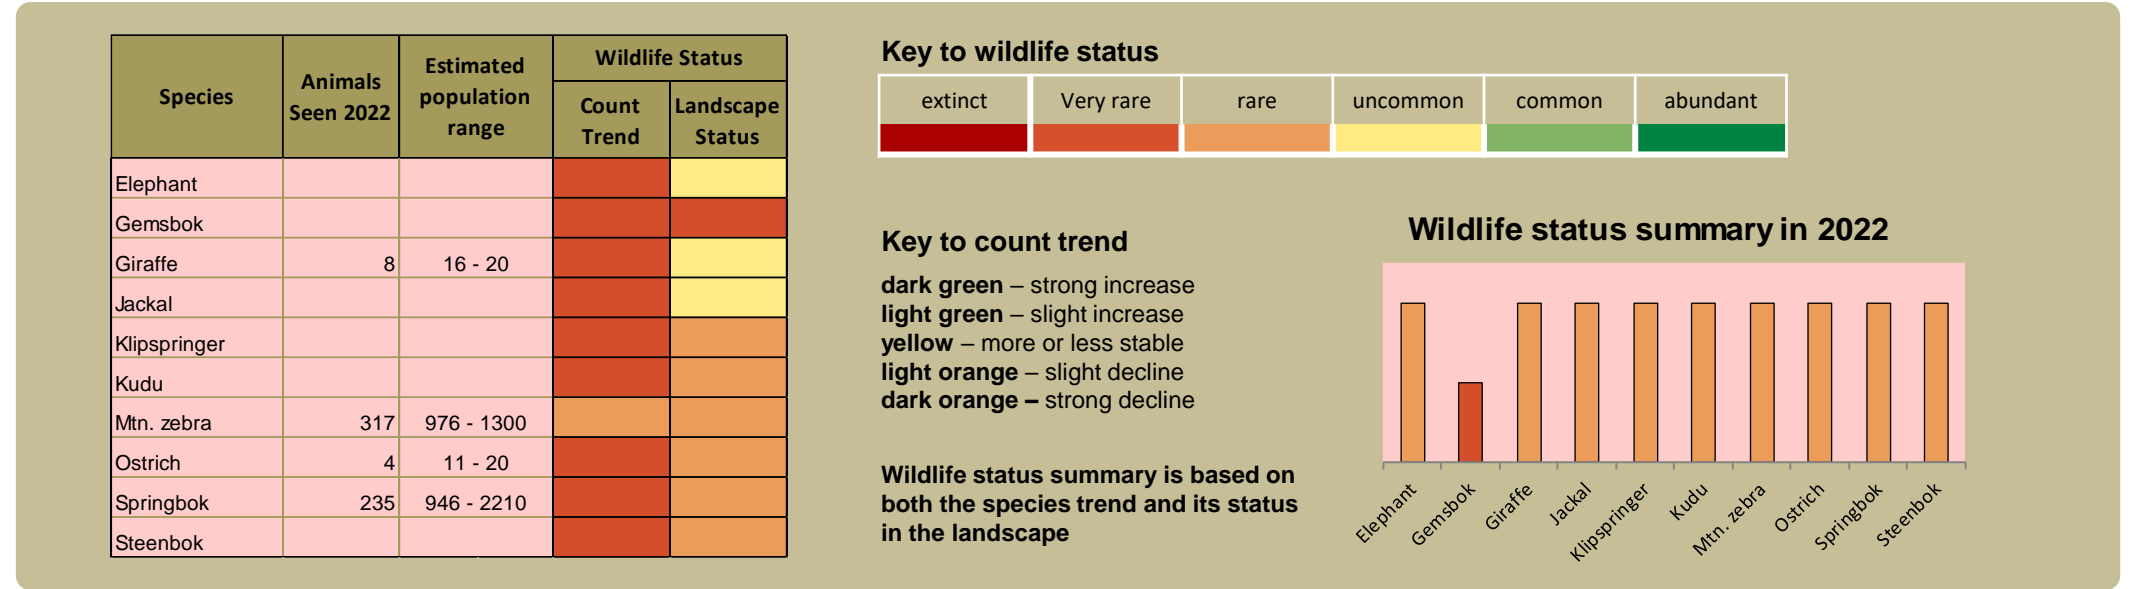 Species
Animals
Seen 2022
Estimated
population
range
Wildlife Status
Count
Trend
Landscape
Status
Elephant
Gemsbok
Giraffe 8 16 - 20
Jackal
Klipspringer
Kudu
Mtn. zebra 317 976 - 1300
Ostrich 4 11 - 20
Springbok 235 946 - 2210
Steenbok
Key to wildlife status
extinct Very rare rare uncommon common abundant
Key to count trend
dark green – strong increase
light green – slight increase
yellow – more or less stable
light orange – slight decline
dark orange – strong decline
Wildlife status summary is based on
both the species trend and its status
in the landscape
Wildlife status summary in 2022
Elephant
Gemsbok
Giraffe
Jackal
Klipspringer
Kudu
Mtn. zebra
Ostrich
Springbok
Steenbok